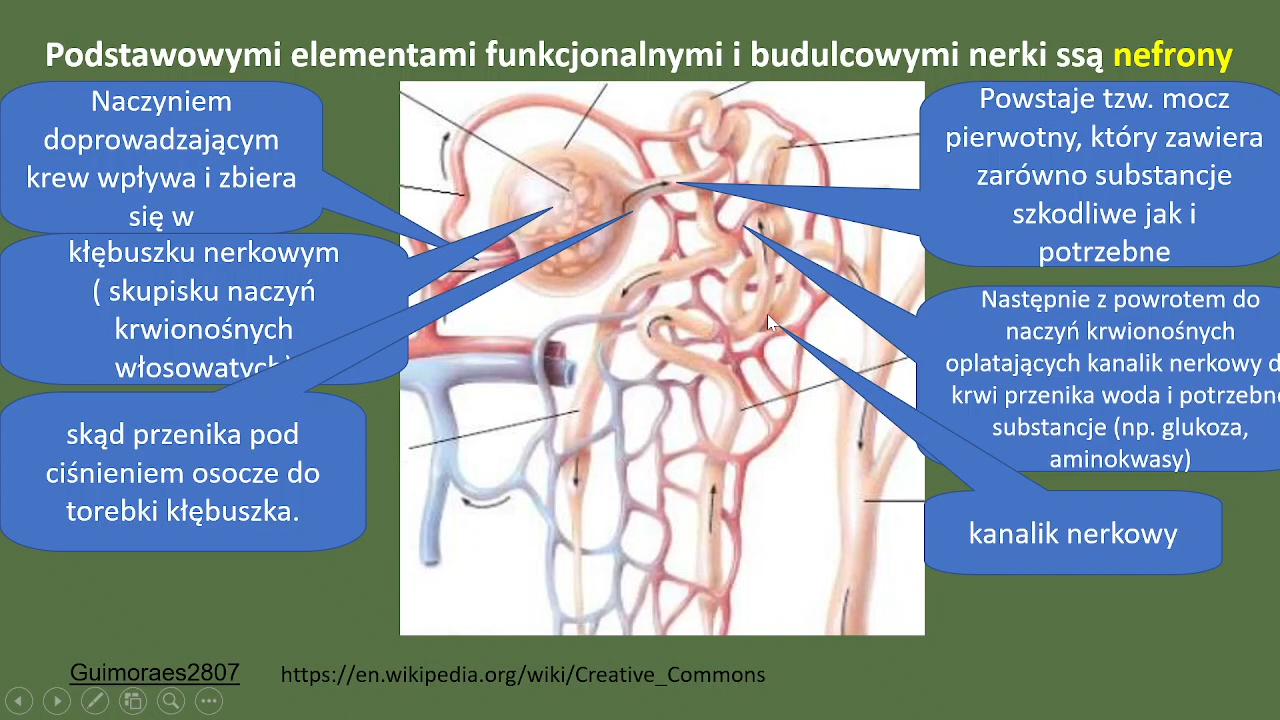 Podstawowymi elementami funkcjonalnymi i budulcowymi nerki ssą nefrony
Naczyniem
doprowadzającym
krew wpływa i zbiera
się w
kłębuszku nerkowym
( skupisku naczyń
krwionośnych
włosowatych)
skąd przenika pod
ciśnieniem osocze do
torebki kłębuszka.
Powstaje tzw. mocz
pierwotny, który zawiera
zarówno substancje
szkodliwe jak i
potrzebne
Następnie z powrotem do
naczyń krwionośnych
oplatających kanalik nerkowy d
krwi przenika woda i potrzebne
substancje (np. glukoza,
aminokwasy)
kanalik nerkowy
Guimoraes2807 https://en.wikipedia.org/wiki/Creative_Commons